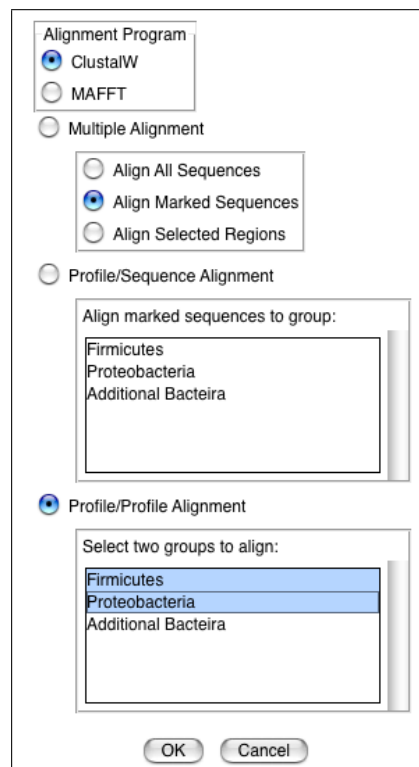 Alignment Program
ClustalW
MAFFT
Multiple Alignment
Align All Sequences
Align Marked Sequences
Align Selected Regions
Profile/Sequence Alignment
Align marked sequences to group:
Firmicutes
Proteobacteria
Additional Bacteira
Profile/Profile Alignment
Select two groups to align:
Firmicutes
Proteobacteria
Additional Bacteira
OK Cancel